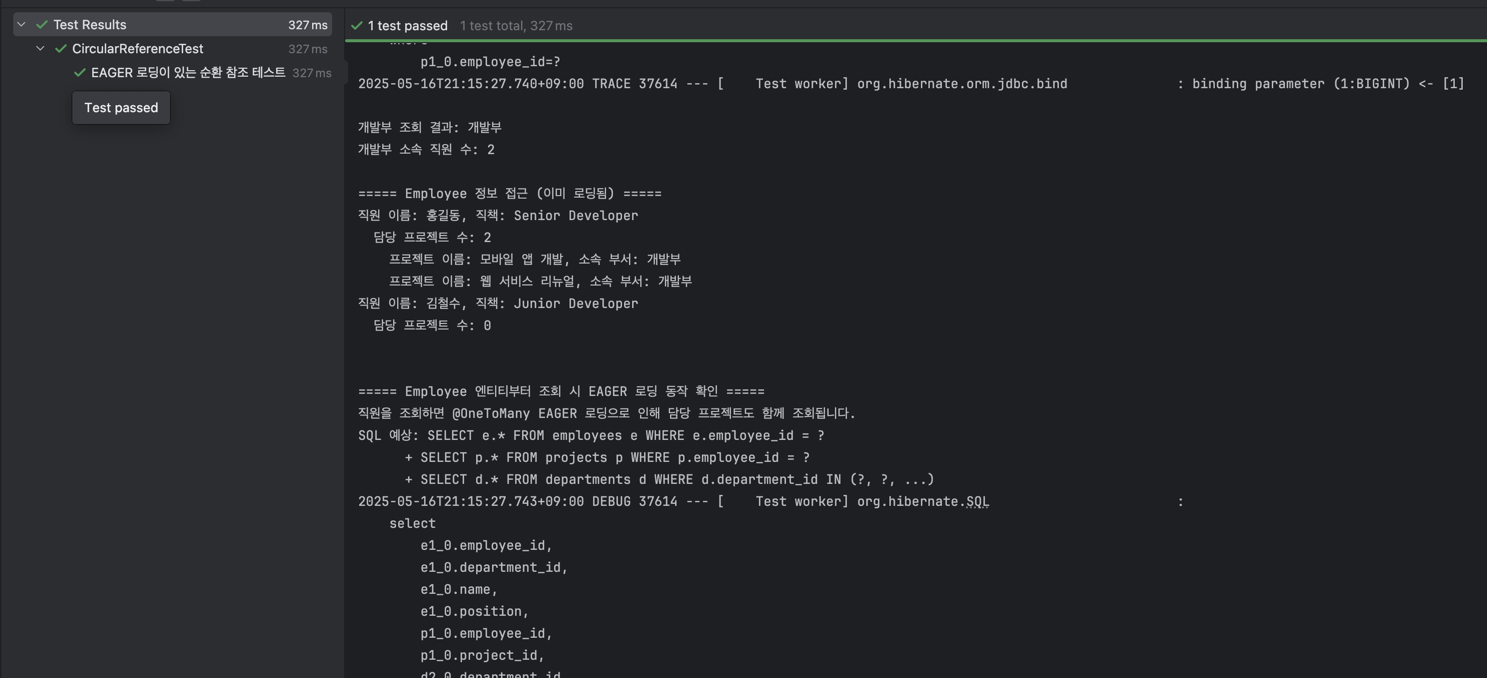 Test Results 327 ms
CircularReferenceTest 327 ms
EAGER 로딩이 있는 순환 참조 테스트 327 ms
Test passed
1 test passed 1 test total, 327 ms
where
p1_0.employee_id=?
2025-05-16T21:15:27.740+09:00 TRACE 37614 --- [    Test worker] org.hibernate.orm.jdbc.bind              : binding parameter (1:BIGINT) <- [1]
개발부 조회 결과: 개발부
개발부 소속 직원 수: 2
===== Employee 정보 접근 (이미 로딩됨) =====
직원 이름: 홍길동, 직책: Senior Developer
담당 프로젝트 수: 2
프로젝트 이름: 모바일 앱 개발, 소속 부서: 개발부
프로젝트 이름: 웹 서비스 리뉴얼, 소속 부서: 개발부
직원 이름: 김철수, 직책: Junior Developer
담당 프로젝트 수: 0
===== Employee 엔티티부터 조회 시 EAGER 로딩 동작 확인 =====
직원을 조회하면 @OneToMany EAGER 로딩으로 인해 담당 프로젝트도 함께 조회됩니다.
SQL 예상: SELECT e.* FROM employees e WHERE e.employee_id = ?
+ SELECT p.* FROM projects p WHERE p.employee_id = ?
+ SELECT d.* FROM departments d WHERE d.department_id IN (?, ?, ...)
2025-05-16T21:15:27.743+09:00 DEBUG 37614 --- [    Test worker] org.hibernate.SQL                        :
select
e1_0.employee_id,
e1_0.department_id,
e1_0.name,
e1_0.position,
p1_0.employee_id,
p1_0.project_id,
d2_0.department_id